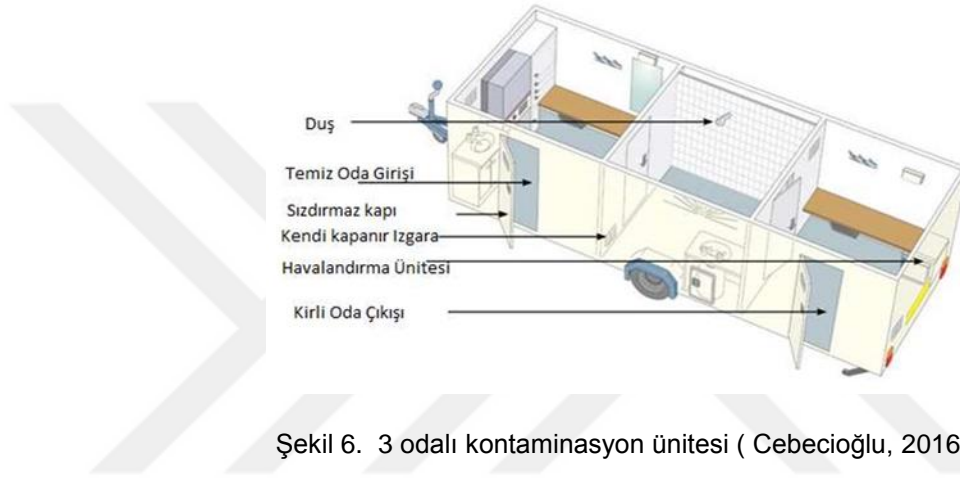 Duş
Temiz Oda Girişi
Sızdırmaz kapı
Kendi kapanır Izgara
Havalandırma Ünitesi
Kirli Oda Çıkışı
Şekil 6. 3 odalı kontaminasyon ünitesi ( Cebecioğlu, 2016